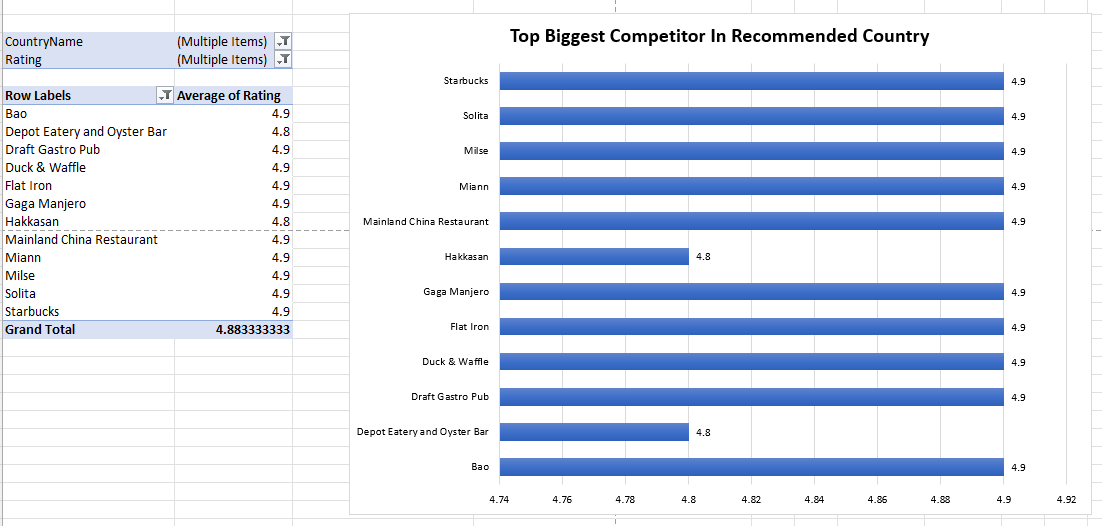 CountryName (Multiple Items)
Rating (Multiple Items)
Row Labels Average of Rating
Bao 4.9
Depot Eatery and Oyster Bar 4.8
Draft Gastro Pub 4.9
Duck & Waffle 4.9
Flat Iron 4.9
Gaga Manjero 4.9
Hakkasan 4.8
Mainland China Restaurant 4.9
Miann 4.9
Milse 4.9
Solita 4.9
Starbucks 4.9
Grand Total 4.883333333
Top Biggest Competitor In Recommended Country
Starbucks 4.9
Solita 4.9
Milse 4.9
Miann 4.9
Mainland China Restaurant 4.9
Hakkasan 4.8
Gaga Manjero 4.9
Flat Iron 4.9
Duck & Waffle 4.9
Draft Gastro Pub 4.9
Depot Eatery and Oyster Bar 4.8
Bao 4.9
4.74 4.76 4.78 4.8 4.82 4.84 4.86 4.88 4.9 4.92